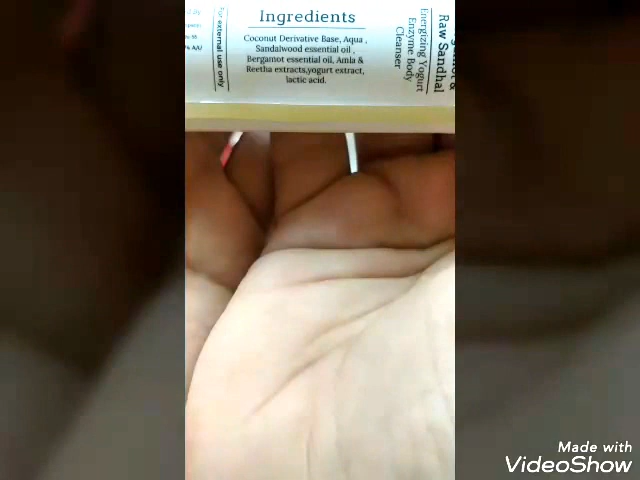 Ingredients
Coconut Derivative Base, Aqua ,
Sandalwood essential oil ,
Bergamot essential oil, Amla &
Reetha extracts,yogurt extract,
lactic acid.
For external use only
Raw Sandhal
Energizing Yogurt
Enzyme Body
Cleanser
Made with
VideoShow